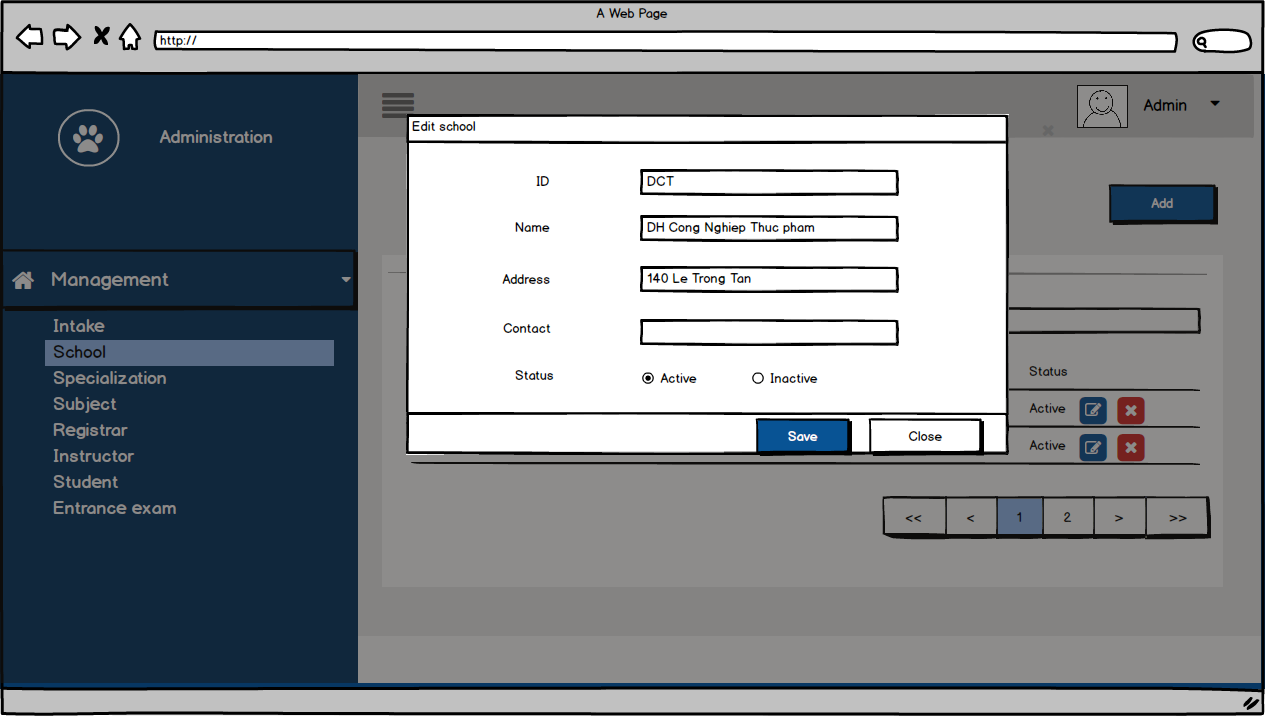 A Web Page
http://
Administration
Admin
Edit school
ID
DCT
Add
Name
DH Cong Nghiep Thuc pham
Management
Address
140 Le Trong Tan
Intake
Contact
School
Status
Active
Inactive
Status
Specialization
Subject
Active
Registrar
Save
Close
Active
Instructor
Student
Entrance exam
<< < 1 2 > >>